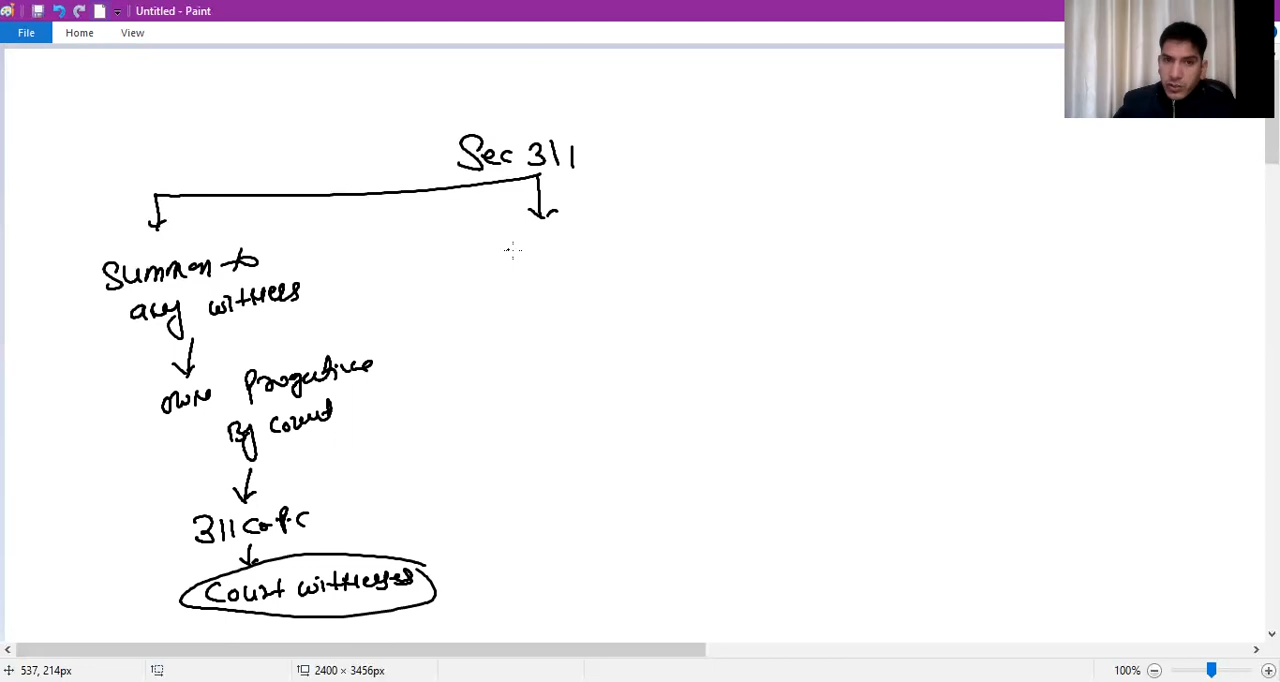 Untitled - Paint
File Home View
Sec 311
Summon to
any witness
own
By court
311 Cr.P.C
Court witnesses
537, 214px
2400 × 3456px
100%